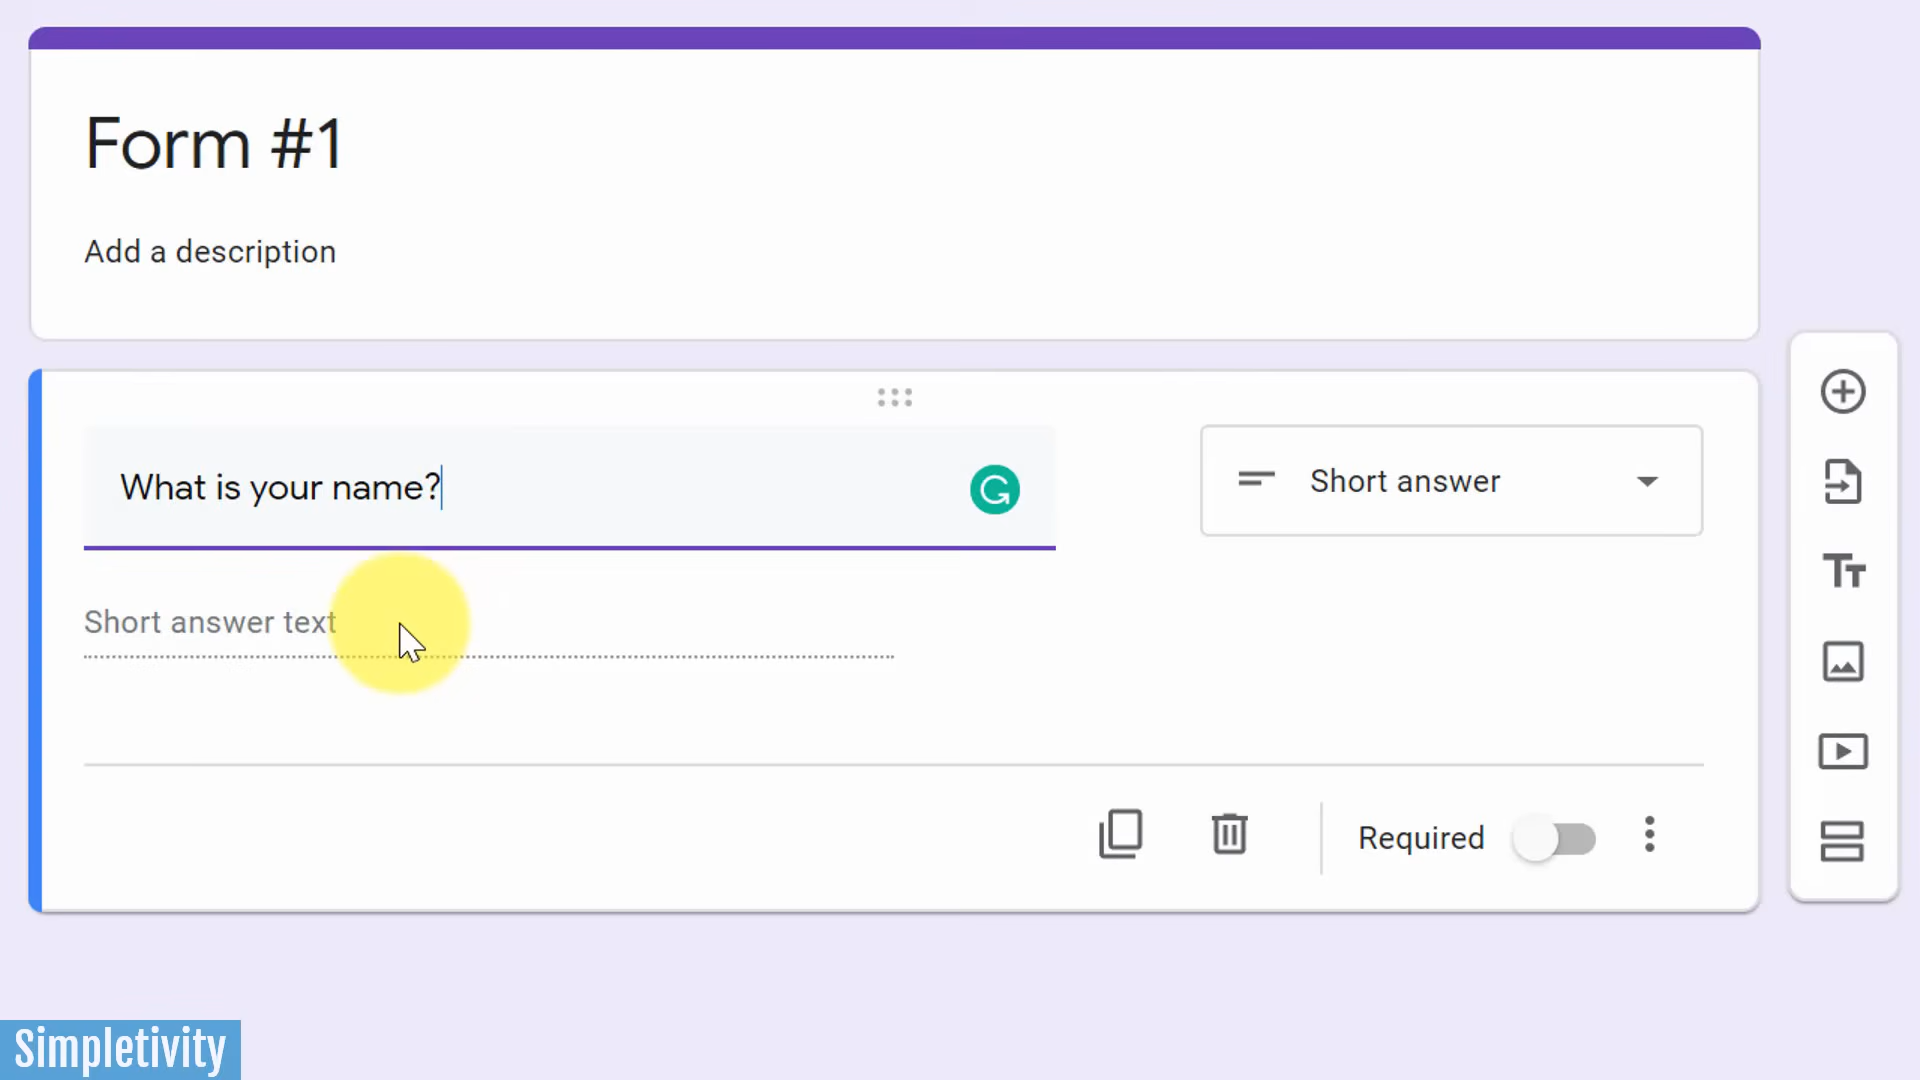 Form #1
Add a description
What is your name?
Short answer
Short answer text
Required
Simpletivity